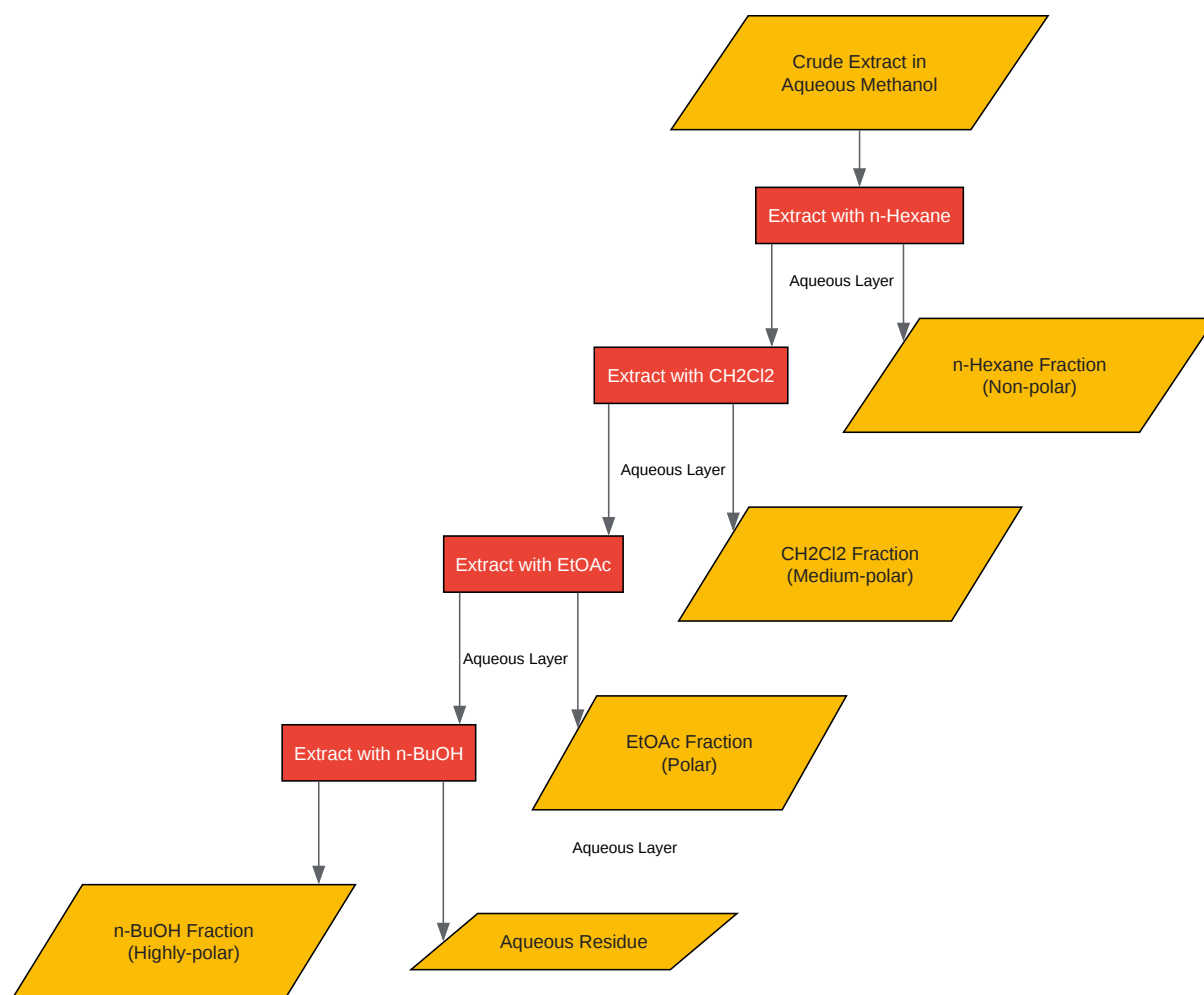 Crude Extract in
Aqueous Methanol
Extract with n-Hexane
Aqueous Layer
n-Hexane Fraction
(Non-polar)
Extract with CH2Cl2
Aqueous Layer
CH2Cl2 Fraction
(Medium-polar)
Extract with EtOAc
Aqueous Layer
EtOAc Fraction
(Polar)
Extract with n-BuOH
Aqueous Layer
n-BuOH Fraction
(Highly-polar)
Aqueous Residue